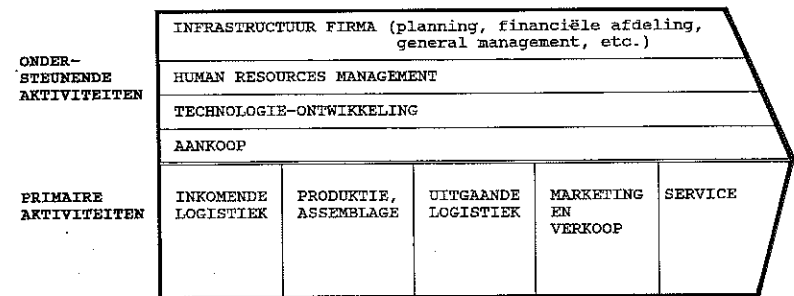 INFRASTRUCTUUR FIRMA (planning, financiële afdeling,
general management, etc.)
ONDER-
STEUNENDE
AKTIVITEITEN
HUMAN RESOURCES MANAGEMENT
TECHNOLOGIE-ONTWIKKELING
AANKOOP
PRIMAIRE
AKTIVITEITEN
INKOMENDE
LOGISTIEK
PRODUKTIE,
ASSEMBLAGE
UITGAANDE
LOGISTIEK
MARKETING
EN
VERKOOP
SERVICE